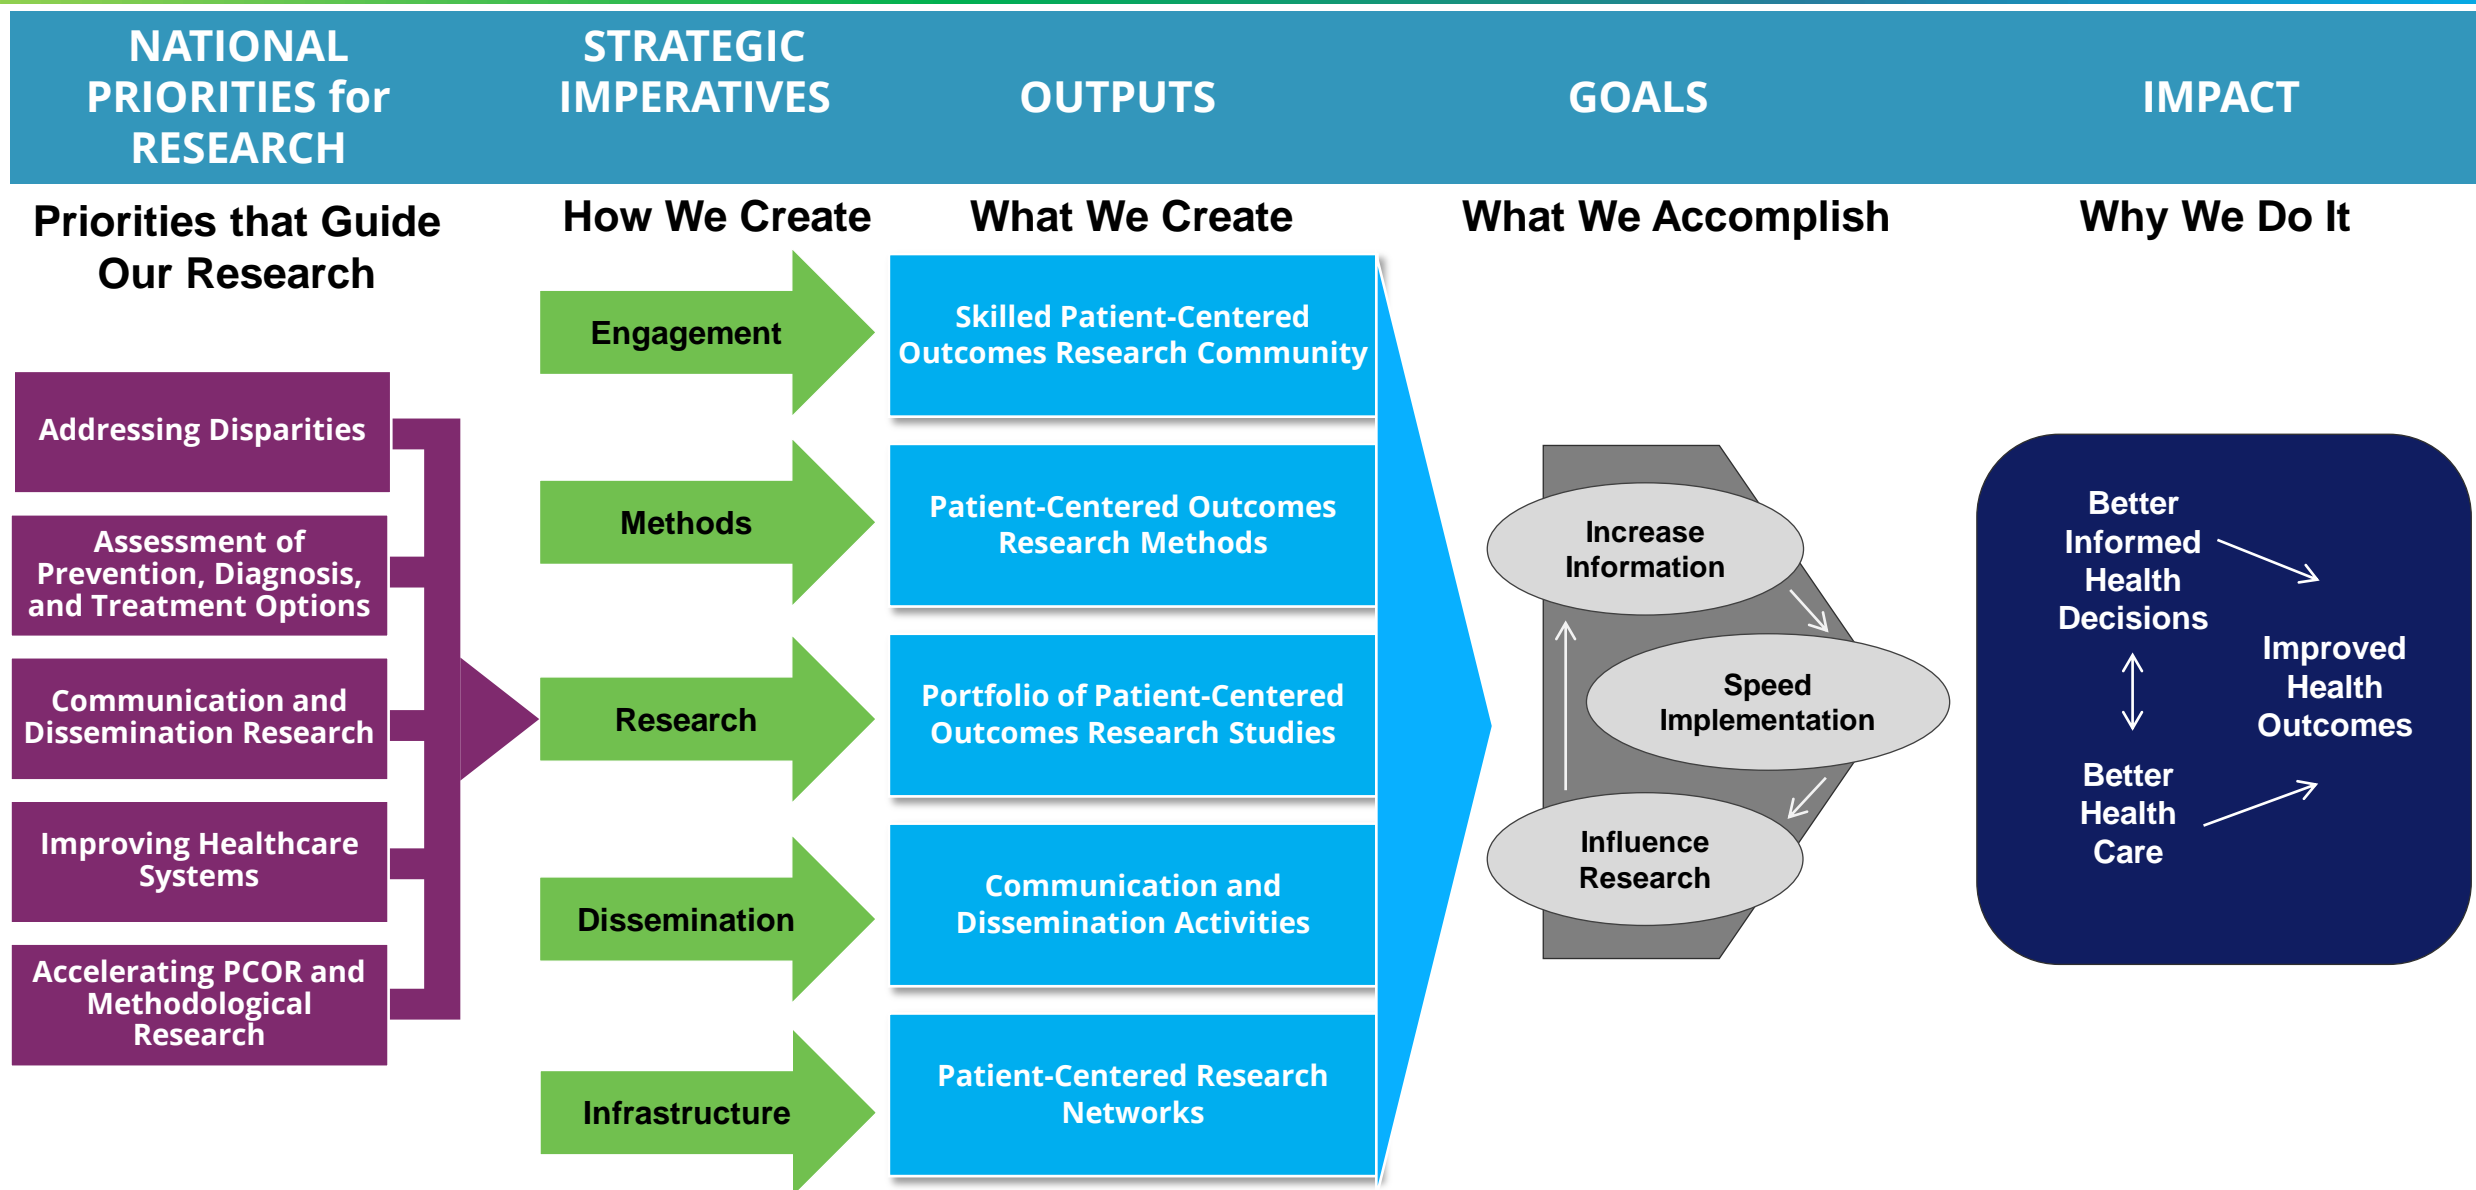 NATIONAL
PRIORITIES for
RESEARCH
STRATEGIC
IMPERATIVES
OUTPUTS
GOALS
IMPACT
Priorities that Guide
Our Research
How We Create
What We Create
What We Accomplish
Why We Do It
Addressing Disparities
Assessment of
Prevention, Diagnosis,
and Treatment Options
Communication and
Dissemination Research
Improving Healthcare
Systems
Accelerating PCOR and
Methodological
Research
Engagement
Methods
Research
Dissemination
Infrastructure
Skilled Patient-Centered
Outcomes Research Community
Patient-Centered Outcomes
Research Methods
Portfolio of Patient-Centered
Outcomes Research Studies
Communication and
Dissemination Activities
Patient-Centered Research
Networks
Increase
Information
Speed
Implementation
Influence
Research
Better
Informed
Health
Decisions
Better
Health
Care
Improved
Health
Outcomes